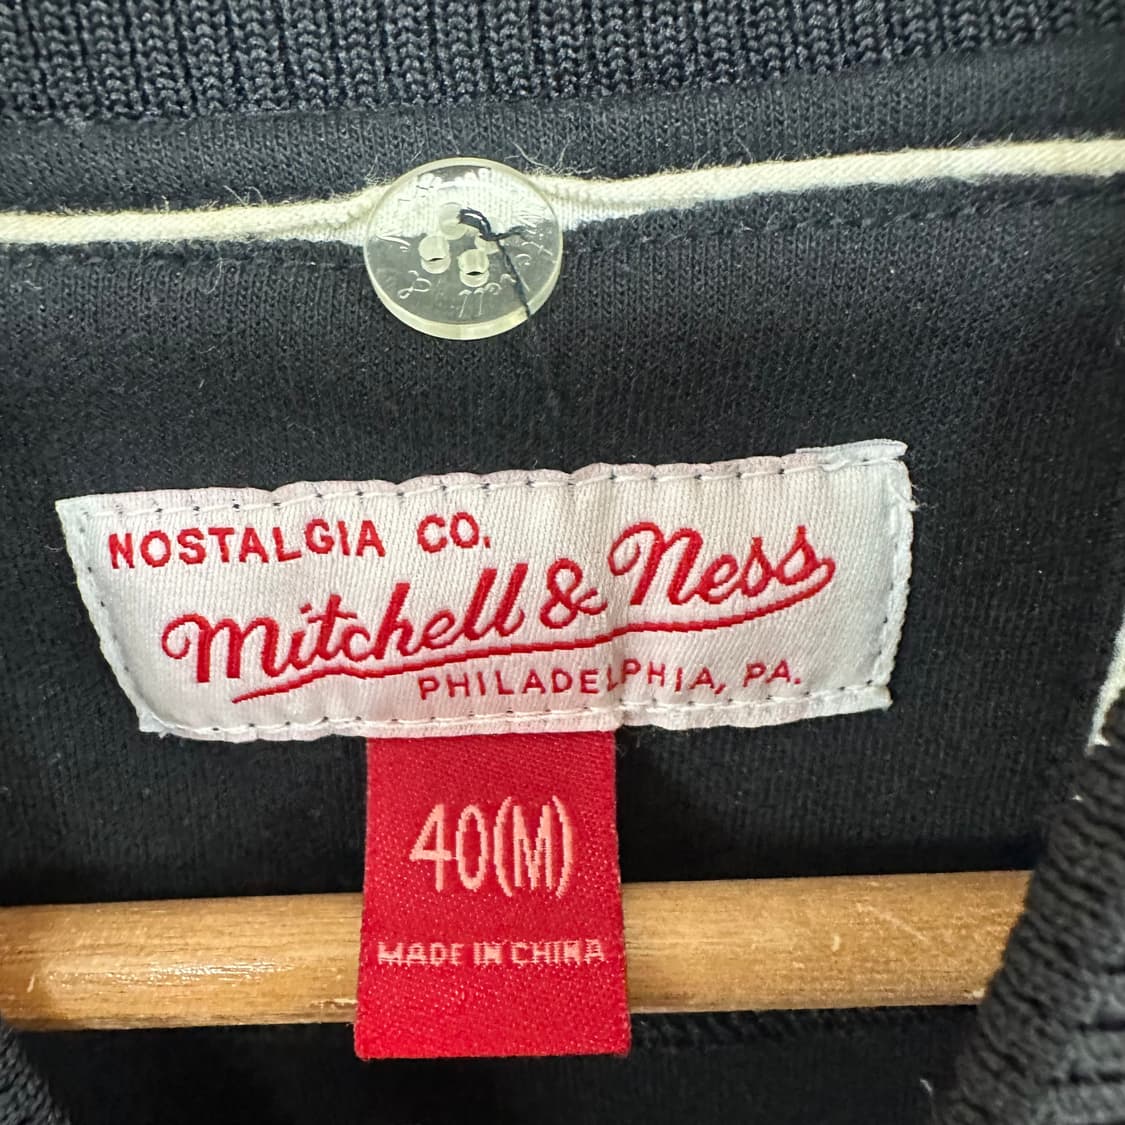 NOSTALGIA CO.
Mitchell & Ness
PHILADELPHIA, PA.
40(M)
MADE IN CHINA